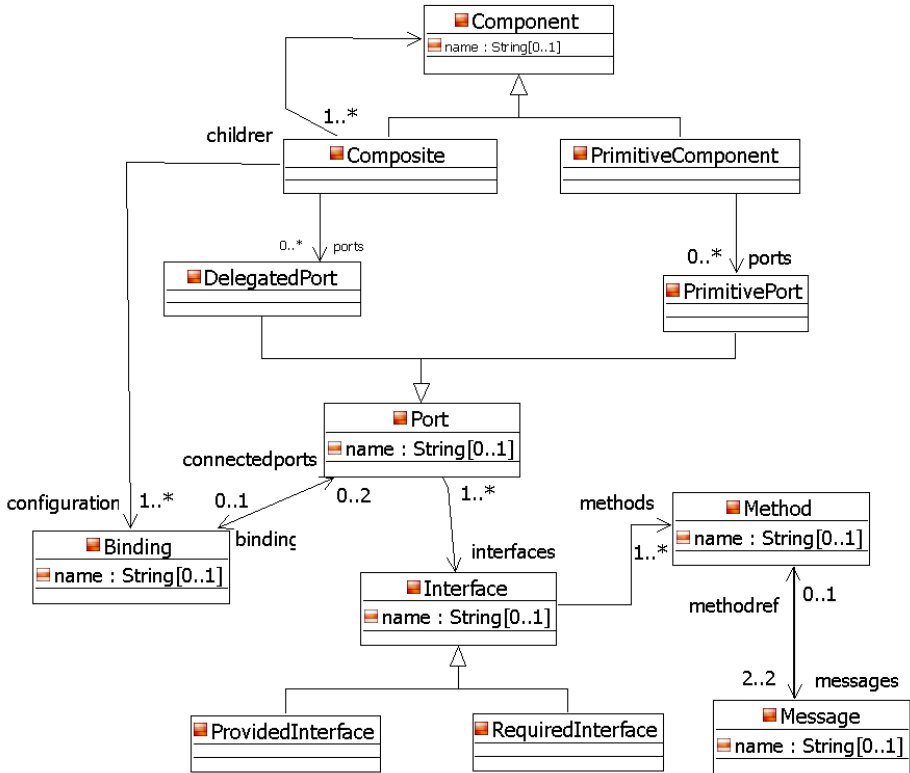 Component
name : String[0..1]
1..*
childrer
Composite
PrimitiveComponent
0..*
ports
0..*
ports
DelegatedPort
PrimitivePort
Port
name : String[0..1]
connectedports
configuration
1..*
0..1
0..2
1..*
binding
methods
Method
name : String[0..1]
1..*
Binding
name : String[0..1]
interfaces
Interface
name : String[0..1]
methodref
0..1
2..2
messages
ProvidedInterface
RequiredInterface
Message
name : String[0..1]